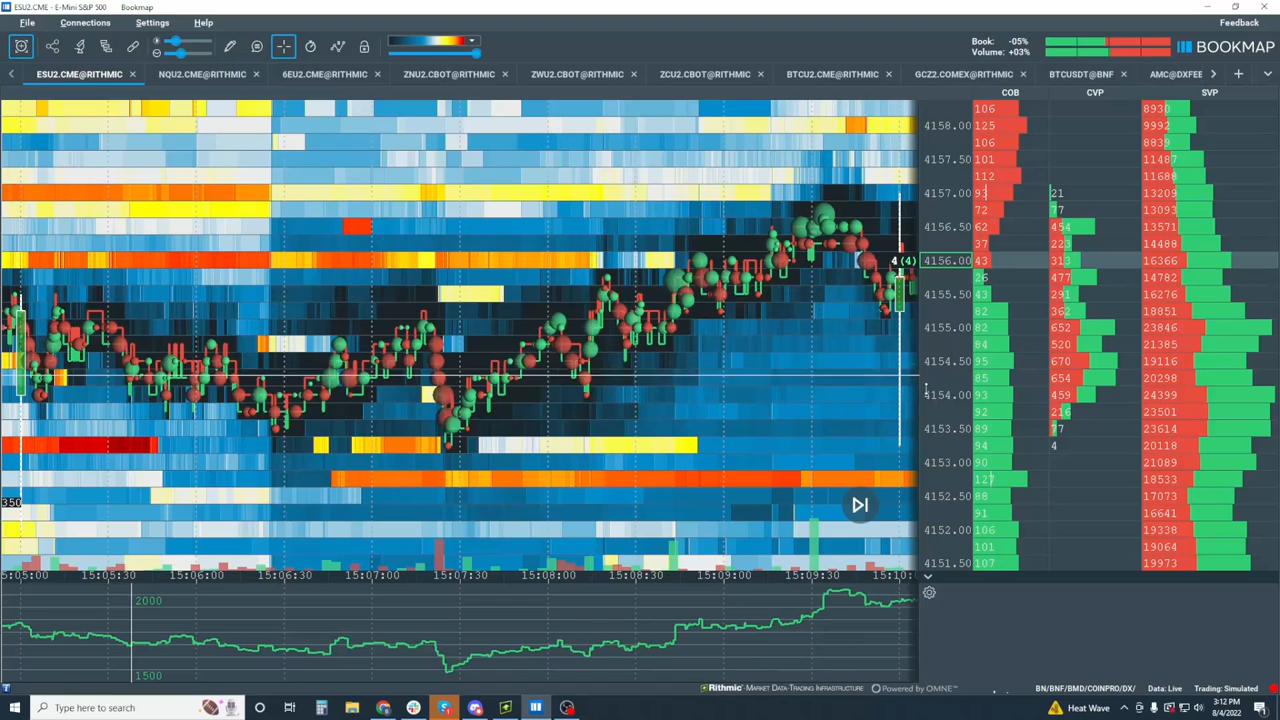 ESU2.CME - E-Mini S&P 500 Bookmap
File Connections Settings Help Feedback
Book: -05%
Volume: +03%
BOOKMAP
ESU2.CME@RITHMIC NQU2.CME@RITHMIC 6EU2.CME@RITHMIC ZNU2.CBOT@RITHMIC ZWU2.CBOT@RITHMIC ZCU2.CBOT@RITHMIC BTCU2.CME@RITHMIC GCZ2.COMEX@RITHMIC BTCUSDT@BNF AMC@DXFEE
COB CVP SVP
106 8930
4158.00 125 9992
106 8839
4157.50 101 11487
112 11688
4157.00 93 21 13209
72 77 13093
4156.50 62 454 13571
37 223 14488
4 (4) 4156.00 43 313 16366
26 477 14782
4155.50 43 291 16276
82 362 18851
4155.00 82 652 23846
84 520 21385
4154.50 95 670 19116
85 654 20298
4154.00 93 459 24399
92 216 23501
4153.50 89 77 23614
94 4 20118
4153.00 90 21089
127 18533
350 4152.50 88 17073
91 16641
4152.00 106 19338
101 19064
4151.50 107 19973
5:05:00 15:05:30 15:06:00 15:06:30 15:07:00 15:07:30 15:08:00 15:08:30 15:09:00 15:09:30 15:10:
2000
1500
Rithmic - MARKET DATA-TRADING INFRASTRUCTURE Powered by OMNE™ BN/BNF/BMD/COINPRO/DX/ Data: Live Trading: Simulated
Type here to search
Heat Wave
3:12 PM
8/4/2022